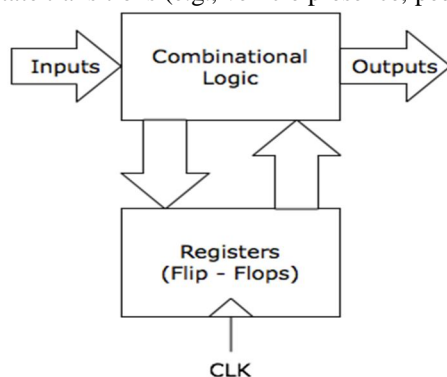 Combinational
Logic
Inputs
Outputs
Registers
(Flip - Flops)
CLK